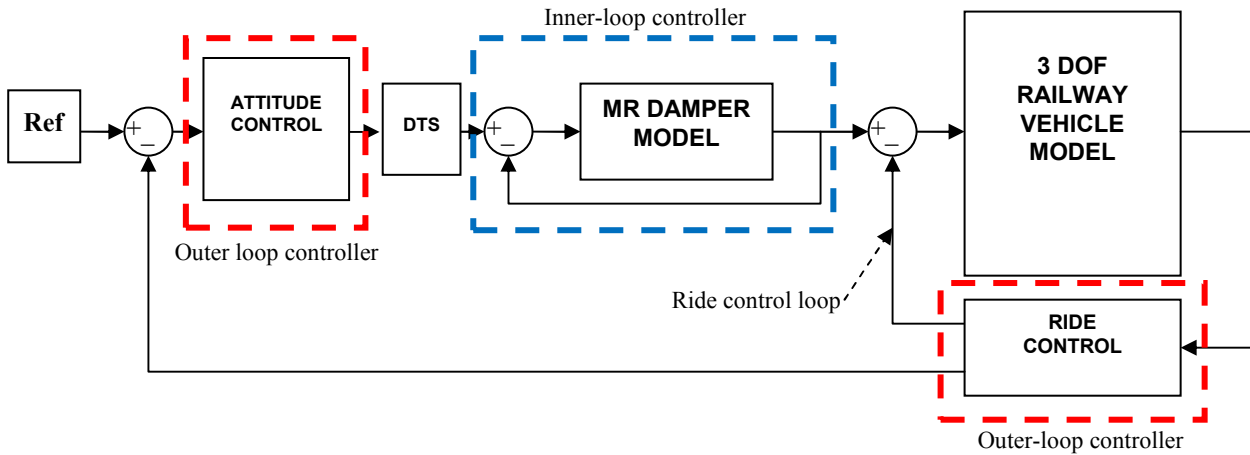 Inner-loop controller
Ref
+
−
ATTITUDE
CONTROL
DTS
+
−
MR DAMPER
MODEL
+
−
3 DOF
RAILWAY
VEHICLE
MODEL
Outer loop controller
Ride control loop
RIDE
CONTROL
Outer-loop controller